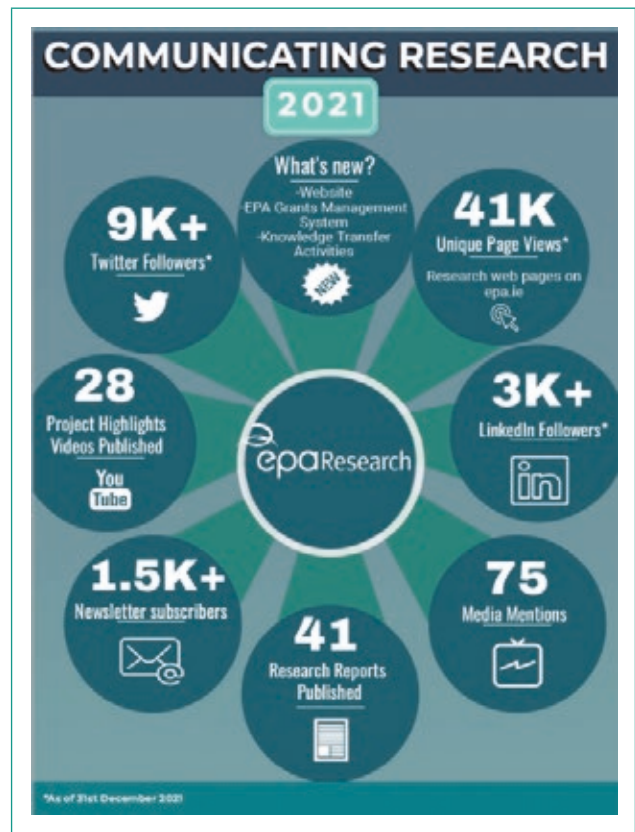 COMMUNICATING RESEARCH
2021
What's new?
-Website
-EPA Grants Management
System
-Knowledge Transfer
Activities
NEW
9K+
Twitter Followers*
41K
Unique Page Views*
Research web pages on
epa.ie
28
Project Highlights
Videos Published
You
Tube
epaResearch
3K+
LinkedIn Followers*
in
1.5K+
Newsletter subscribers
@
41
Research Reports
Published
75
Media Mentions
*As of 31st December 2021